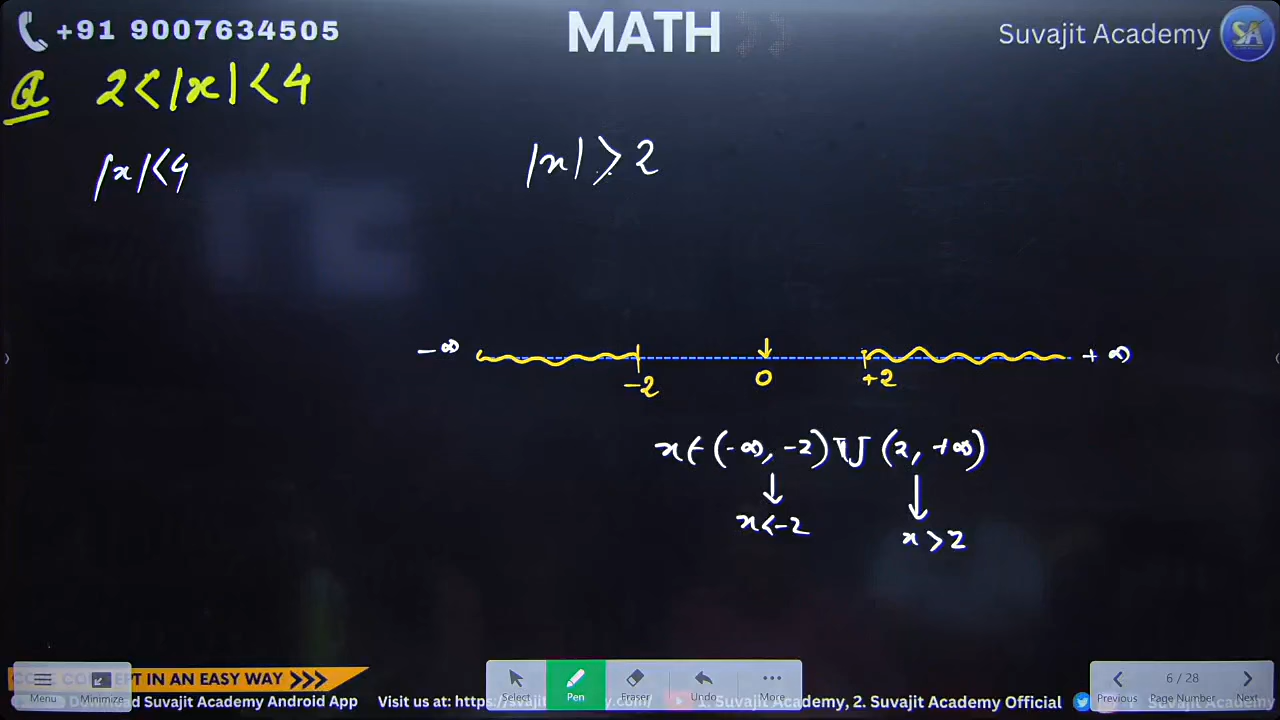 +91 9007634505
MATH
Suvajit Academy
SA
Q 2<|x|<4
|x|<4
|x|>2
-∞ -2 0 +2 +∞
x∈(-∞, -2)∪(2, +∞)
x<-2
x>2
CONCEPT IN AN EASY WAY
Menu Minimize Select Pen Eraser Undo More Previous 6 / 28 Page Number Next
Suvajit Academy Android App Visit us at: https://svaji 1. Suvajit Academy, 2. Suvajit Academy Official